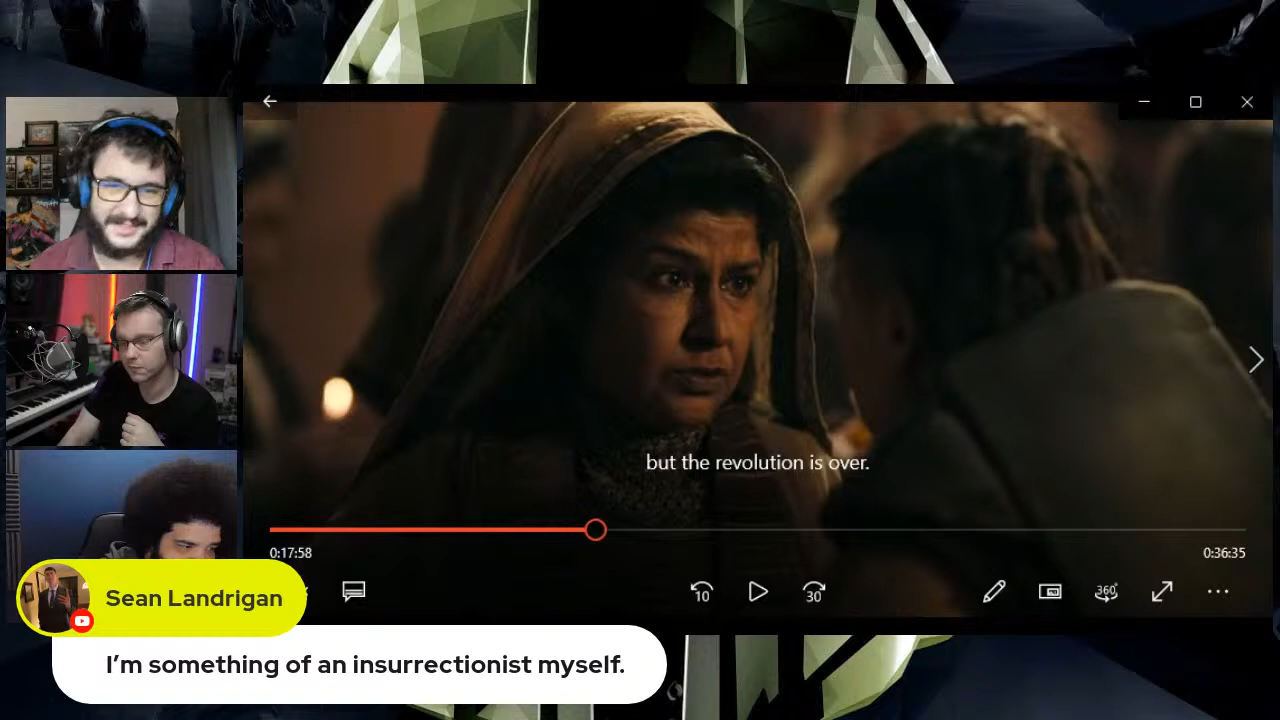 but the revolution is over.
0:17:58
0:36:35
10
30
360°
Sean Landrigan
I'm something of an insurrectionist myself.